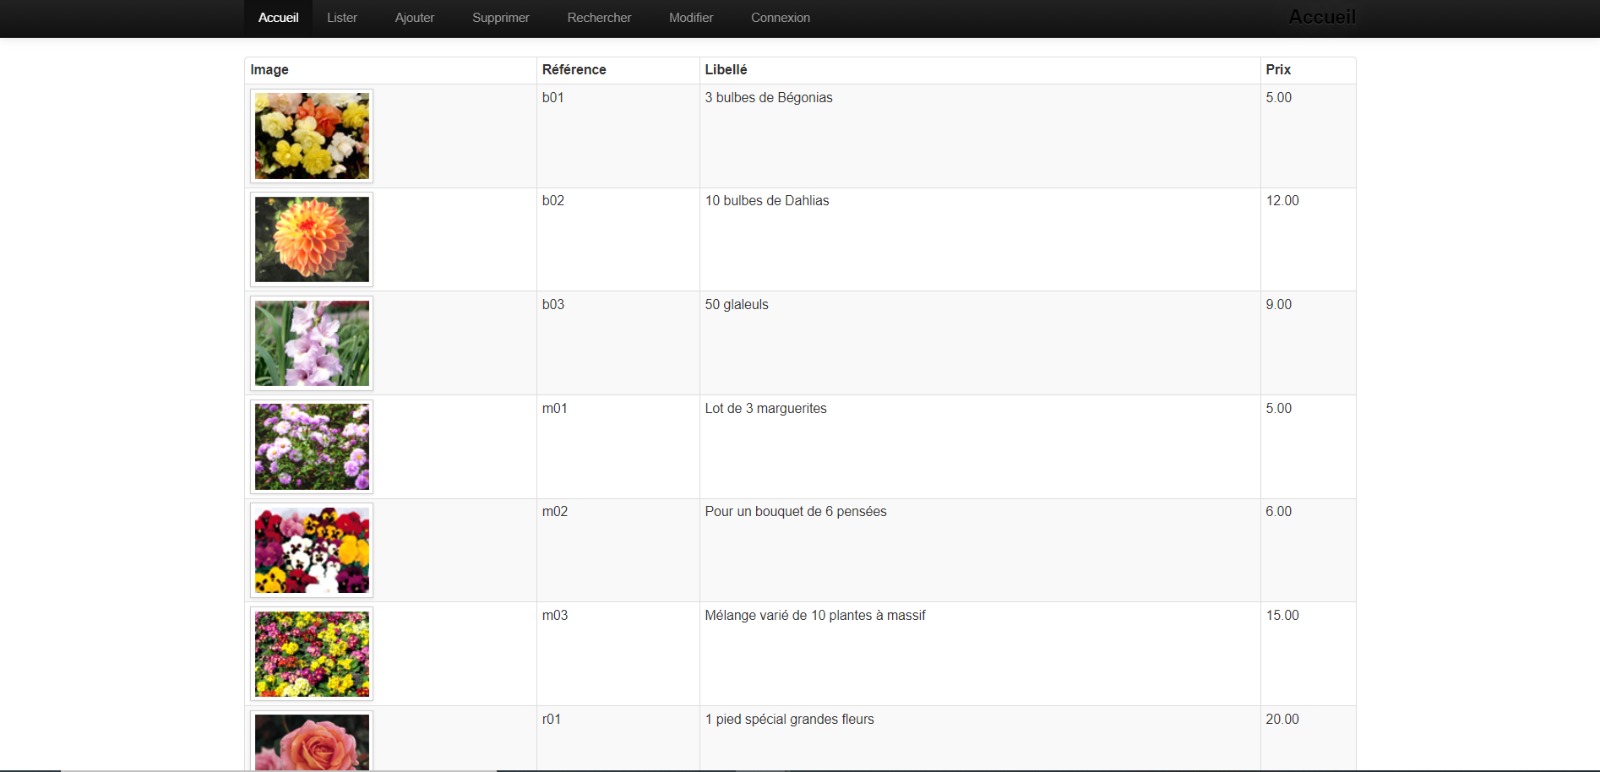 Accueil Lister Ajouter Supprimer Rechercher Modifier Connexion Accueil
Image Référence Libellé Prix
b01 3 bulbes de Bégonias 5.00
b02 10 bulbes de Dahlias 12.00
b03 50 glaleuls 9.00
m01 Lot de 3 marguerites 5.00
m02 Pour un bouquet de 6 pensées 6.00
m03 Mélange varié de 10 plantes à massif 15.00
r01 1 pied spécial grandes fleurs 20.00